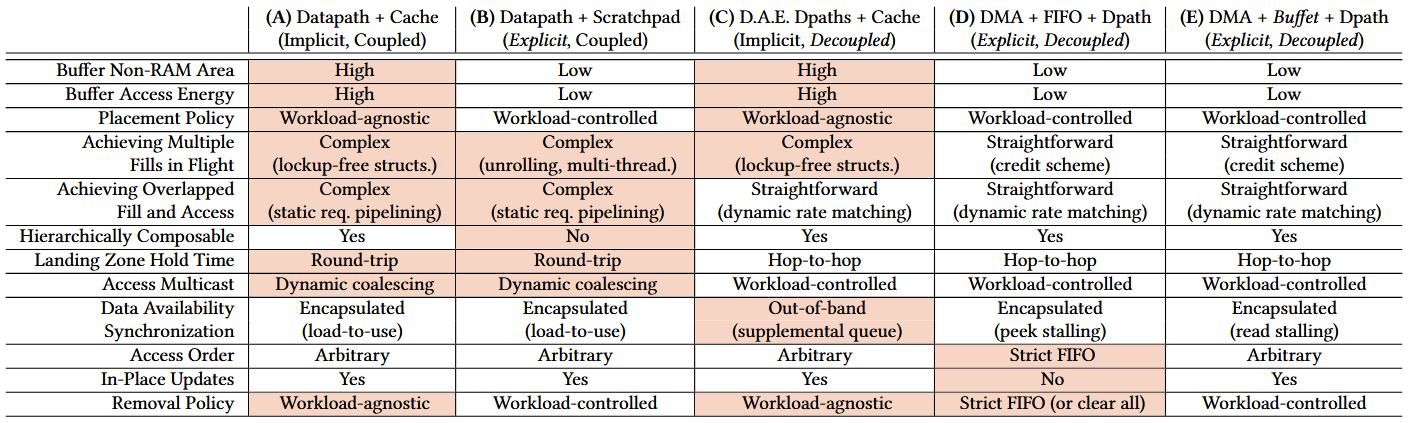 (A) Datapath + Cache (B) Datapath + Scratchpad (C) D.A.E. Dpaths + Cache (D) DMA + FIFO + Dpath (E) DMA + Buffet + Dpath
(Implicit, Coupled) (Explicit, Coupled) (Implicit, Decoupled) (Explicit, Decoupled) (Explicit, Decoupled)
Buffer Non-RAM Area High Low High Low Low
Buffer Access Energy High Low High Low Low
Placement Policy Workload-agnostic Workload-controlled Workload-agnostic Workload-controlled Workload-controlled
Achieving Multiple Complex Complex Complex Straightforward Straightforward
Fills in Flight (lockup-free structs.) (unrolling, multi-thread.) (lockup-free structs.) (credit scheme) (credit scheme)
Achieving Overlapped Complex Complex Straightforward Straightforward Straightforward
Fill and Access (static req. pipelining) (static req. pipelining) (dynamic rate matching) (dynamic rate matching) (dynamic rate matching)
Hierarchically Composable Yes No Yes Yes Yes
Landing Zone Hold Time Round-trip Round-trip Hop-to-hop Hop-to-hop Hop-to-hop
Access Multicast Dynamic coalescing Dynamic coalescing Workload-controlled Workload-controlled Workload-controlled
Data Availability Encapsulated Encapsulated Out-of-band Encapsulated Encapsulated
Synchronization (load-to-use) (load-to-use) (supplemental queue) (peek stalling) (read stalling)
Access Order Arbitrary Arbitrary Arbitrary Strict FIFO Arbitrary
In-Place Updates Yes Yes Yes No Yes
Removal Policy Workload-agnostic Workload-controlled Workload-agnostic Strict FIFO (or clear all) Workload-controlled